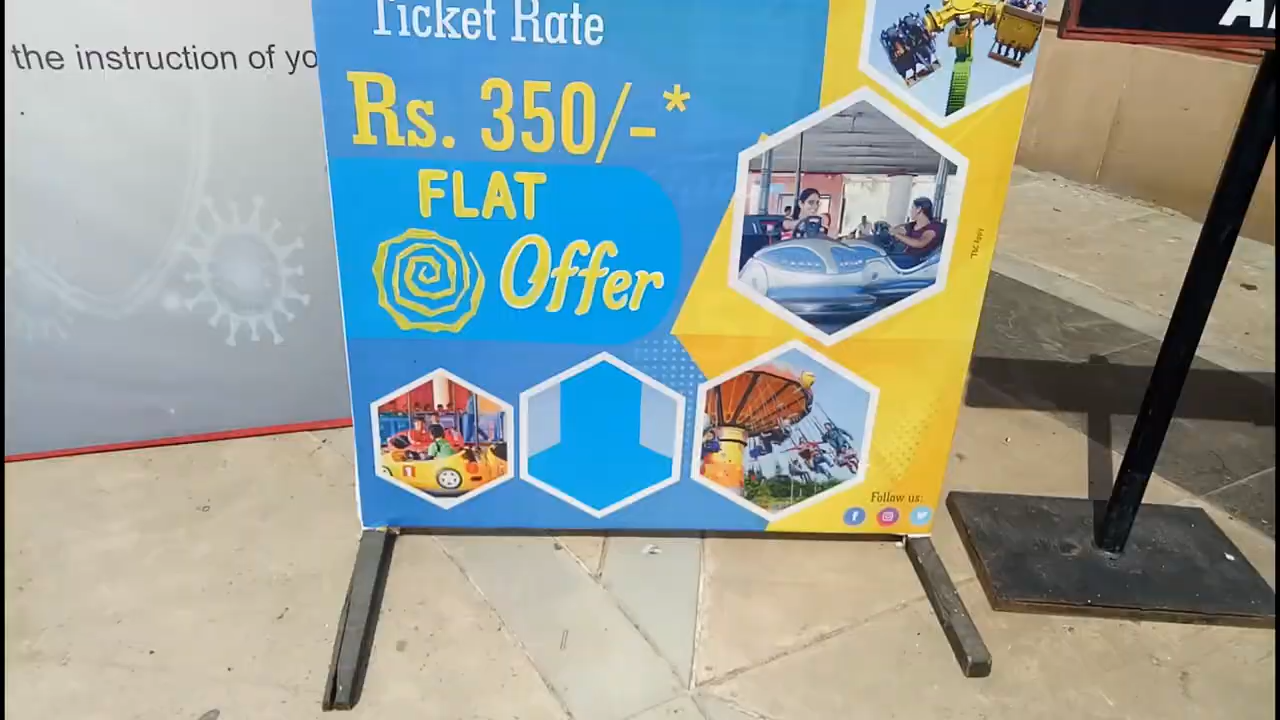 the instruction of yo
Ticket Rate
Rs. 350/-*
FLAT
Offer
Follow us: